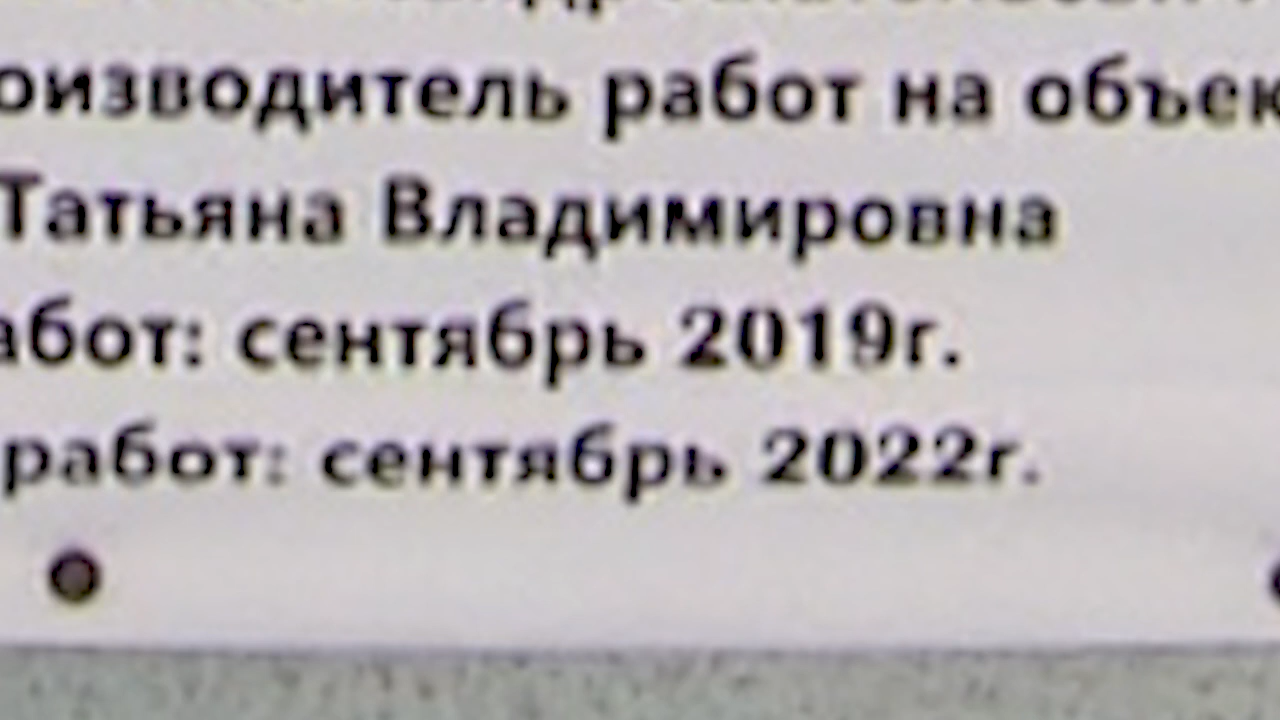 оизводитель работ на объек
Татьяна Владимировна
абот: сентябрь 2019г.
работ: сентябрь 2022г.